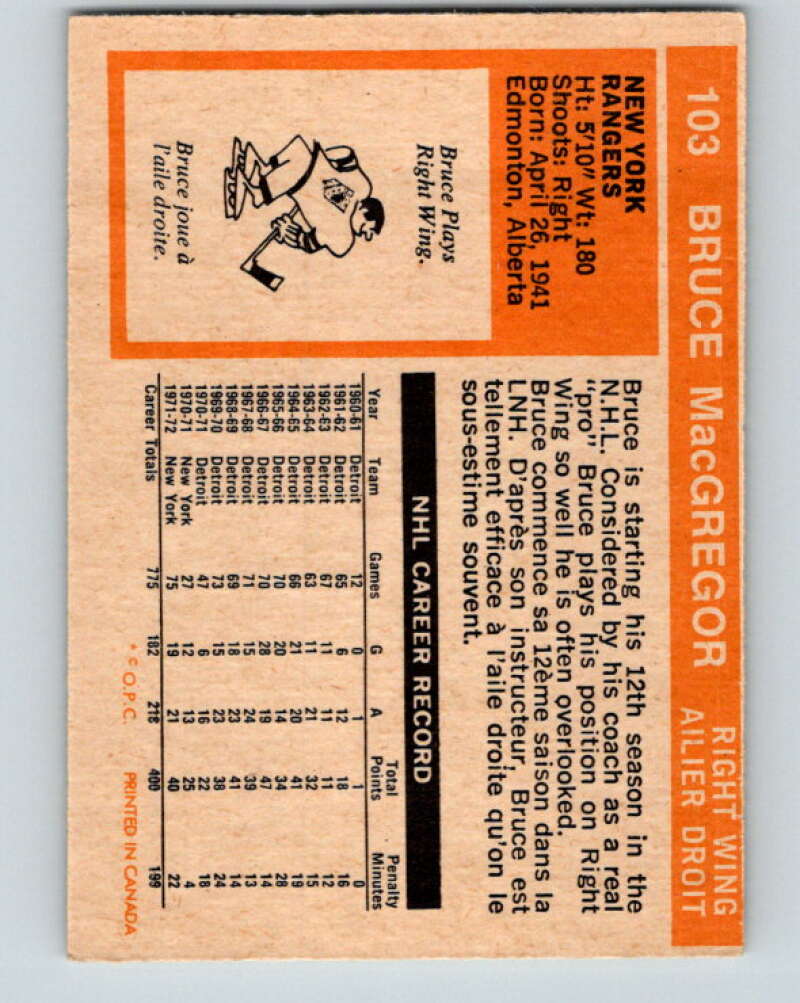 103 BRUCE MacGREGOR
RIGHT WING
AILIER DROIT
NEW YORK
RANGERS
Ht: 5'10" Wt: 180
Shoots: Right
Born: April 26, 1941
Edmonton, Alberta
Bruce Plays
Right Wing.
Bruce joue à
l'aile droite.
Bruce is starting his 12th season in the
N.H.L. Considered by his coach as a real
"pro" Bruce plays his position on Right
Wing so well he is often overlooked.
Bruce commence sa 12ème saison dans la
LNH. D'après son instructeur, Bruce est
tellement efficace à l'aile droite qu'on le
sous-estime souvent.
NHL CAREER RECORD
Year Team Games G A Total Points Penalty Minutes
1960-61 Detroit 12 0 1 1 0
1961-62 Detroit 65 6 12 18 16
1962-63 Detroit 67 11 11 11 12
1963-64 Detroit 63 11 21 32 15
1964-65 Detroit 66 21 20 41 19
1965-66 Detroit 70 20 14 34 28
1966-67 Detroit 70 28 19 47 14
1967-68 Detroit 71 15 24 39 13
1968-69 Detroit 69 18 23 41 14
1969-70 Detroit 73 15 23 38 24
1970-71 Detroit 47 6 16 22 18
1970-71 New York 27 12 13 25 4
1971-72 New York 75 19 21 40 22
Career Totals 775 182 218 400 199
* © O.P.C. PRINTED IN CANADA